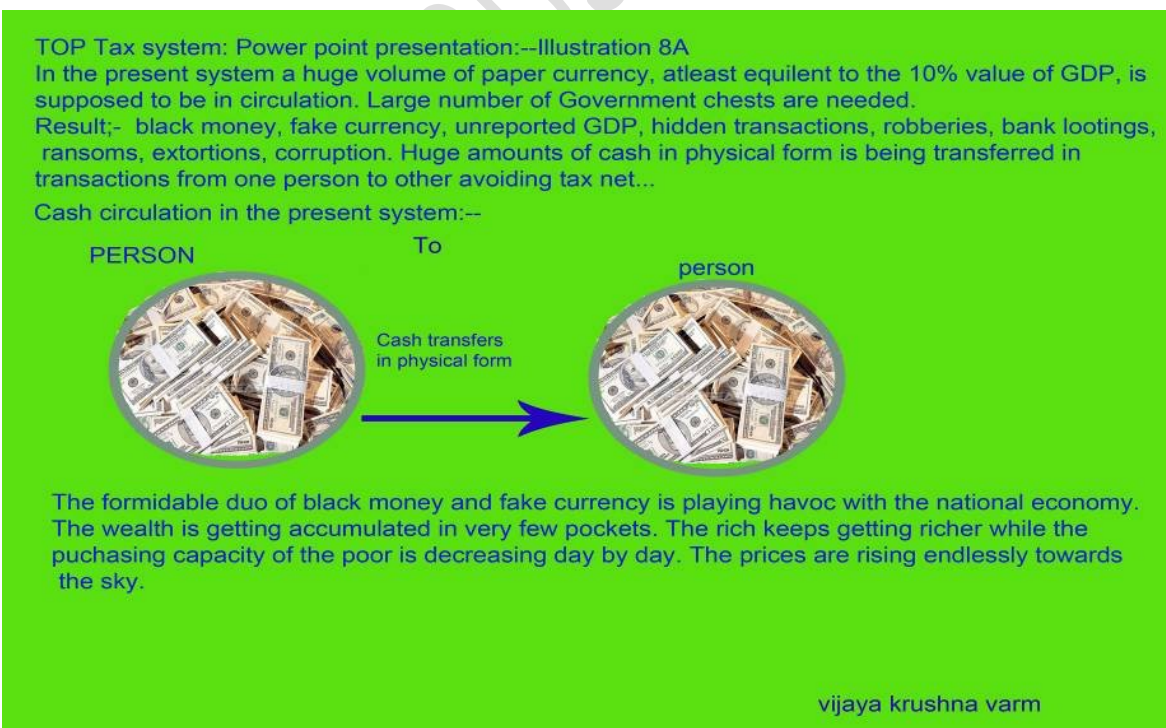 TOP Tax system: Power point presentation:--Illustration 8A
In the present system a huge volume of paper currency, atleast equilent to the 10% value of GDP, is
supposed to be in circulation. Large number of Government chests are needed.
Result;- black money, fake currency, unreported GDP, hidden transactions, robberies, bank lootings,
ransoms, extortions, corruption. Huge amounts of cash in physical form is being transferred in
transactions from one person to other avoiding tax net...
Cash circulation in the present system:--
PERSON
To
person
Cash transfers
in physical form
The formidable duo of black money and fake currency is playing havoc with the national economy.
The wealth is getting accumulated in very few pockets. The rich keeps getting richer while the
puchasing capacity of the poor is decreasing day by day. The prices are rising endlessly towards
the sky.
vijaya krushna varm